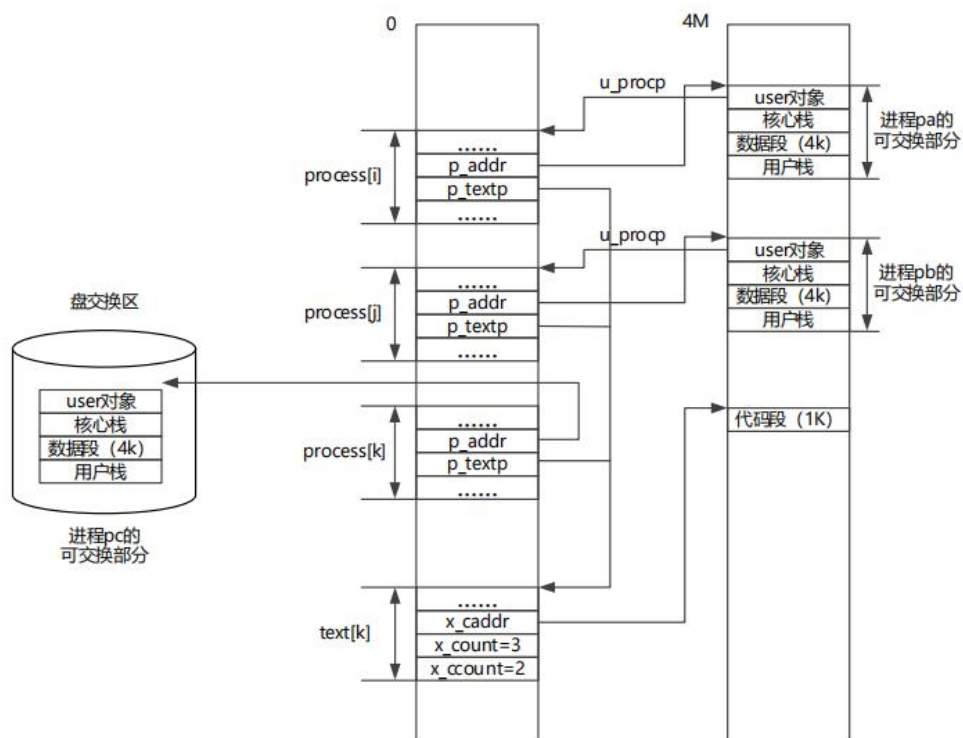 0
4M
u_procp
user对象
核心栈
数据段（4k）
用户栈
进程pa的
可交换部分
process[i]
......
p_addr
p_textp
......
u_procp
user对象
核心栈
数据段（4k）
用户栈
进程pb的
可交换部分
process[j]
......
p_addr
p_textp
......
盘交换区
user对象
核心栈
数据段（4k）
用户栈
进程pc的
可交换部分
process[k]
......
p_addr
p_textp
......
代码段（1K）
text[k]
......
x_caddr
x_count=3
x_ccount=2